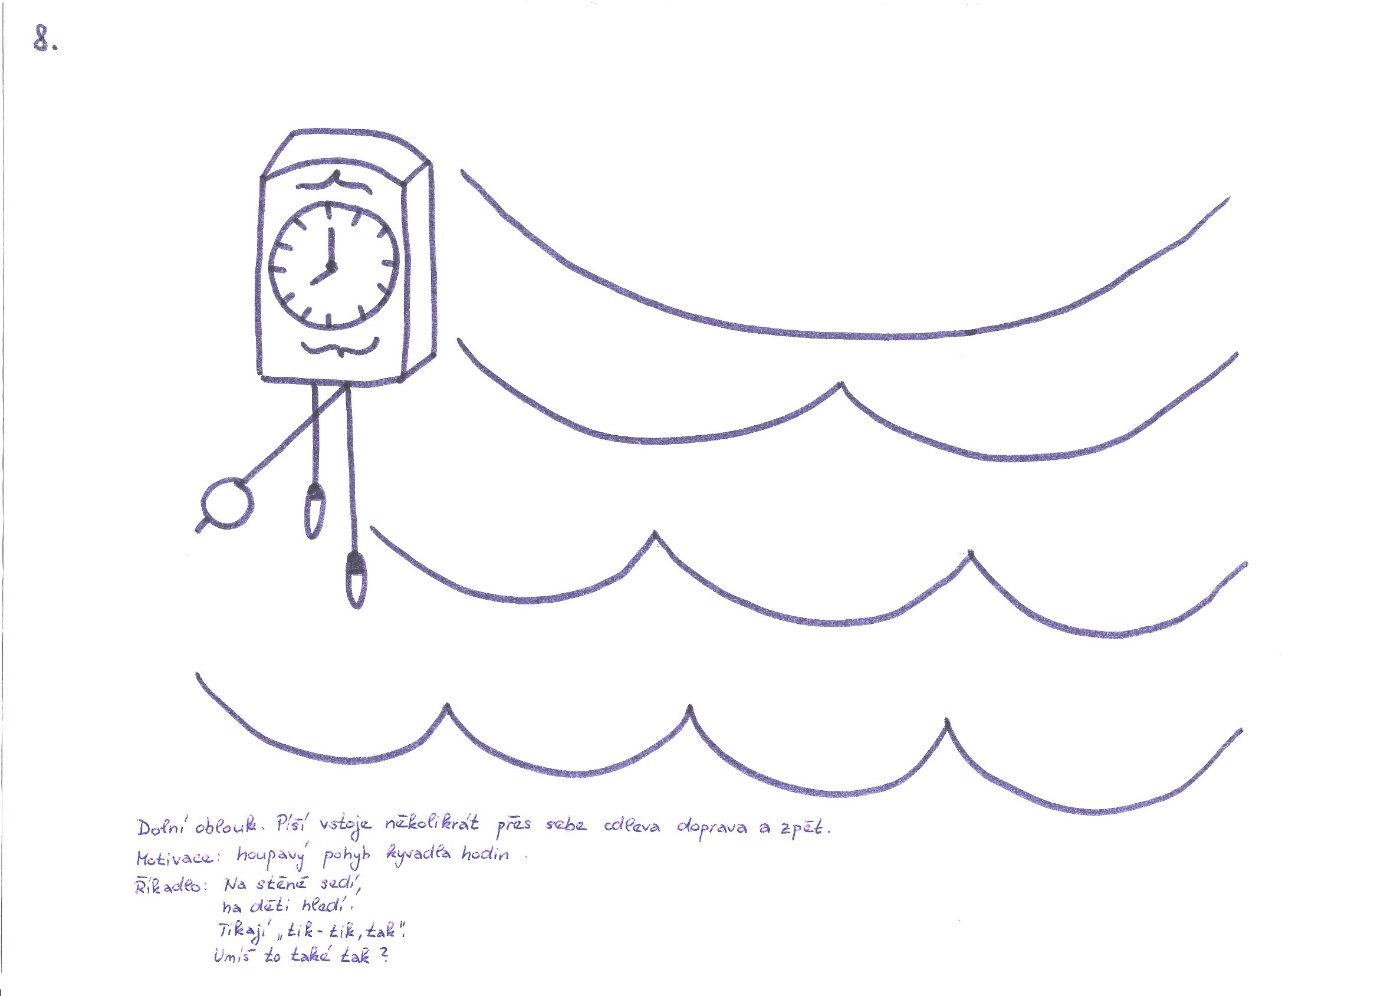 8.
Dolní oblouk. Píší vstoje několikrát přes sebe odleva doprava a zpět.
Motivace: houpavý pohyb kyvadla hodin.
Říkadlo: Na stěně sedí,
na děti hledí.
Tikají „tik-tik, tak“.
Umíš to také tak?